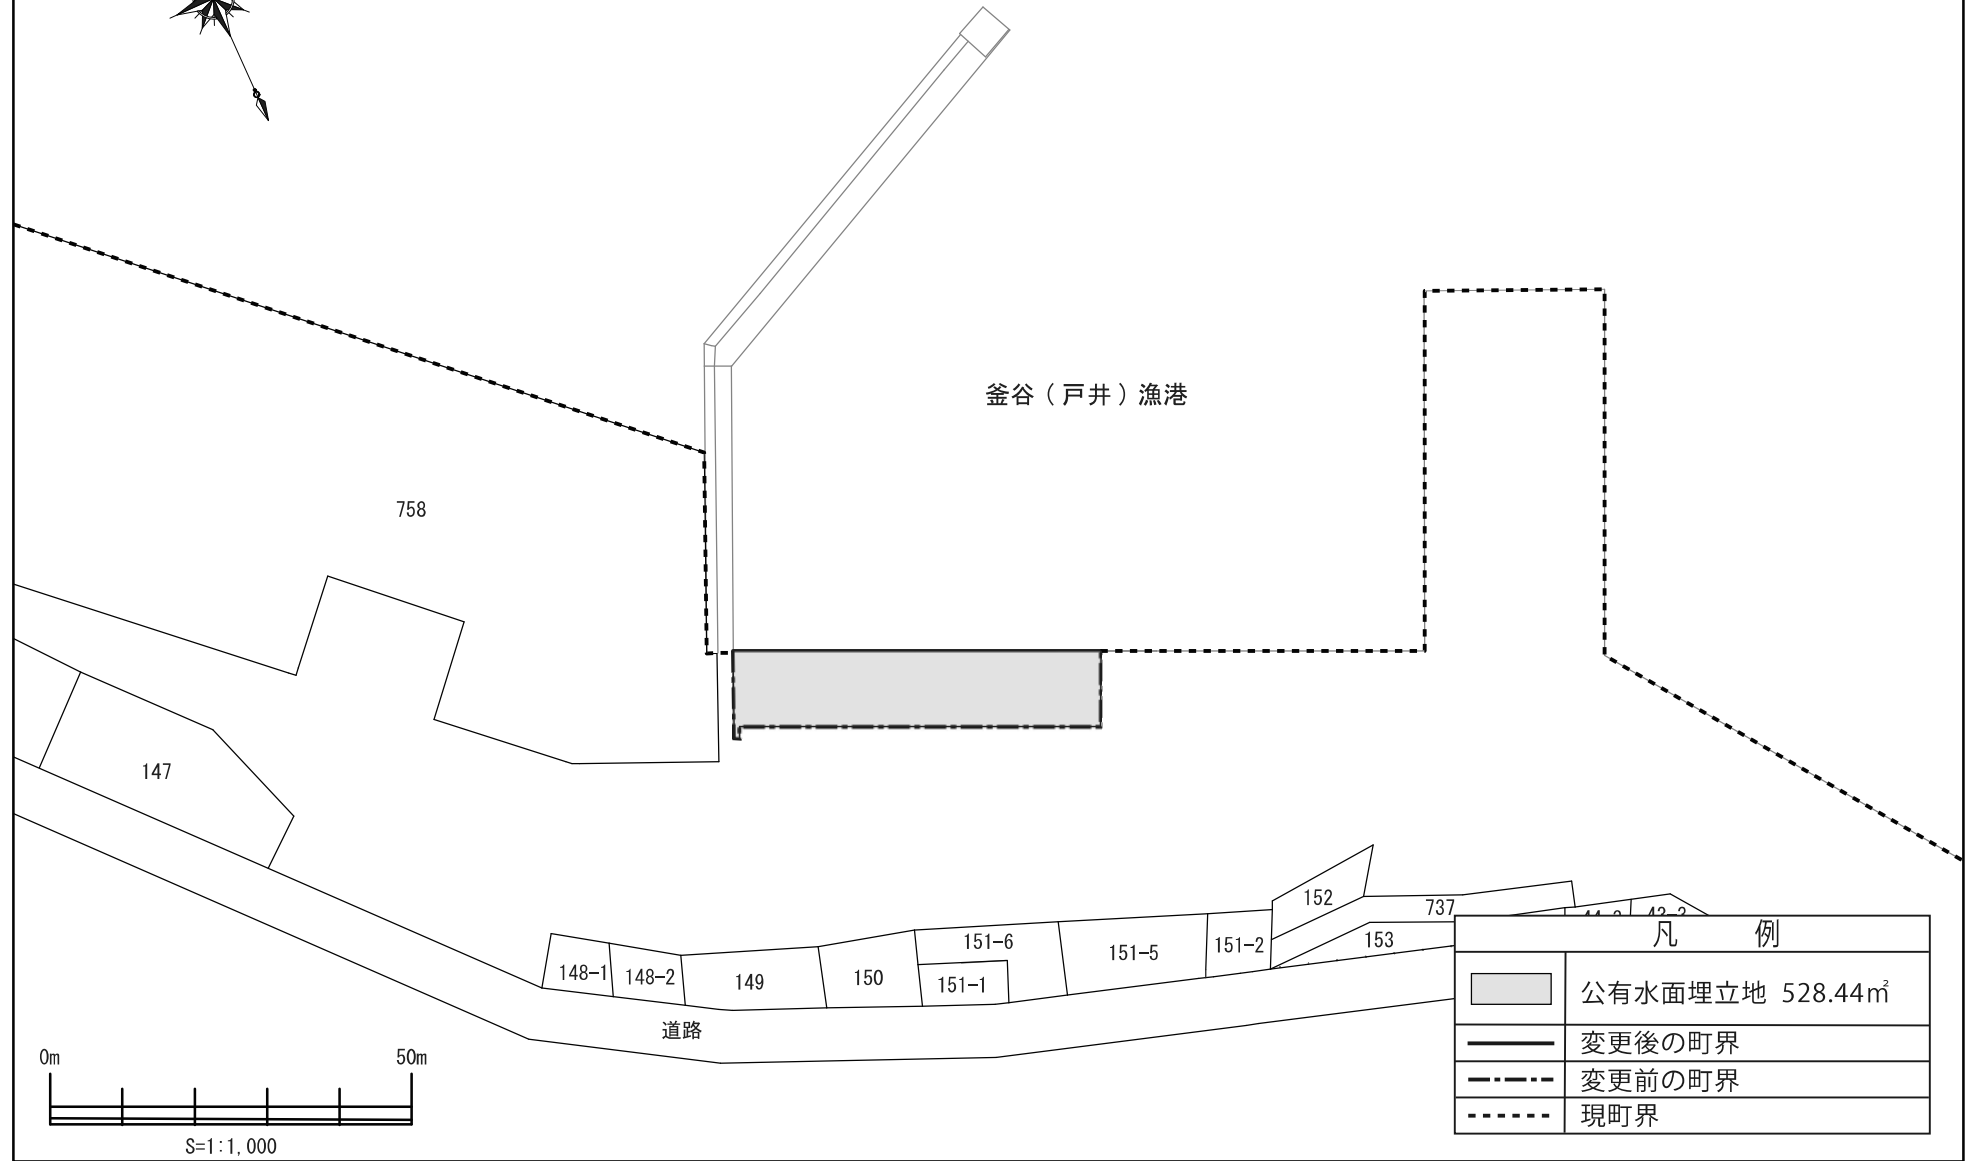 釜谷（戸井）漁港
758
147
152
737
153
151-6
151-5
151-2
148-1
148-2
149
150
151-1
道路
0m 50m
S=1:1,000
凡 例
公有水面埋立地 528.44㎡
変更後の町界
変更前の町界
現町界